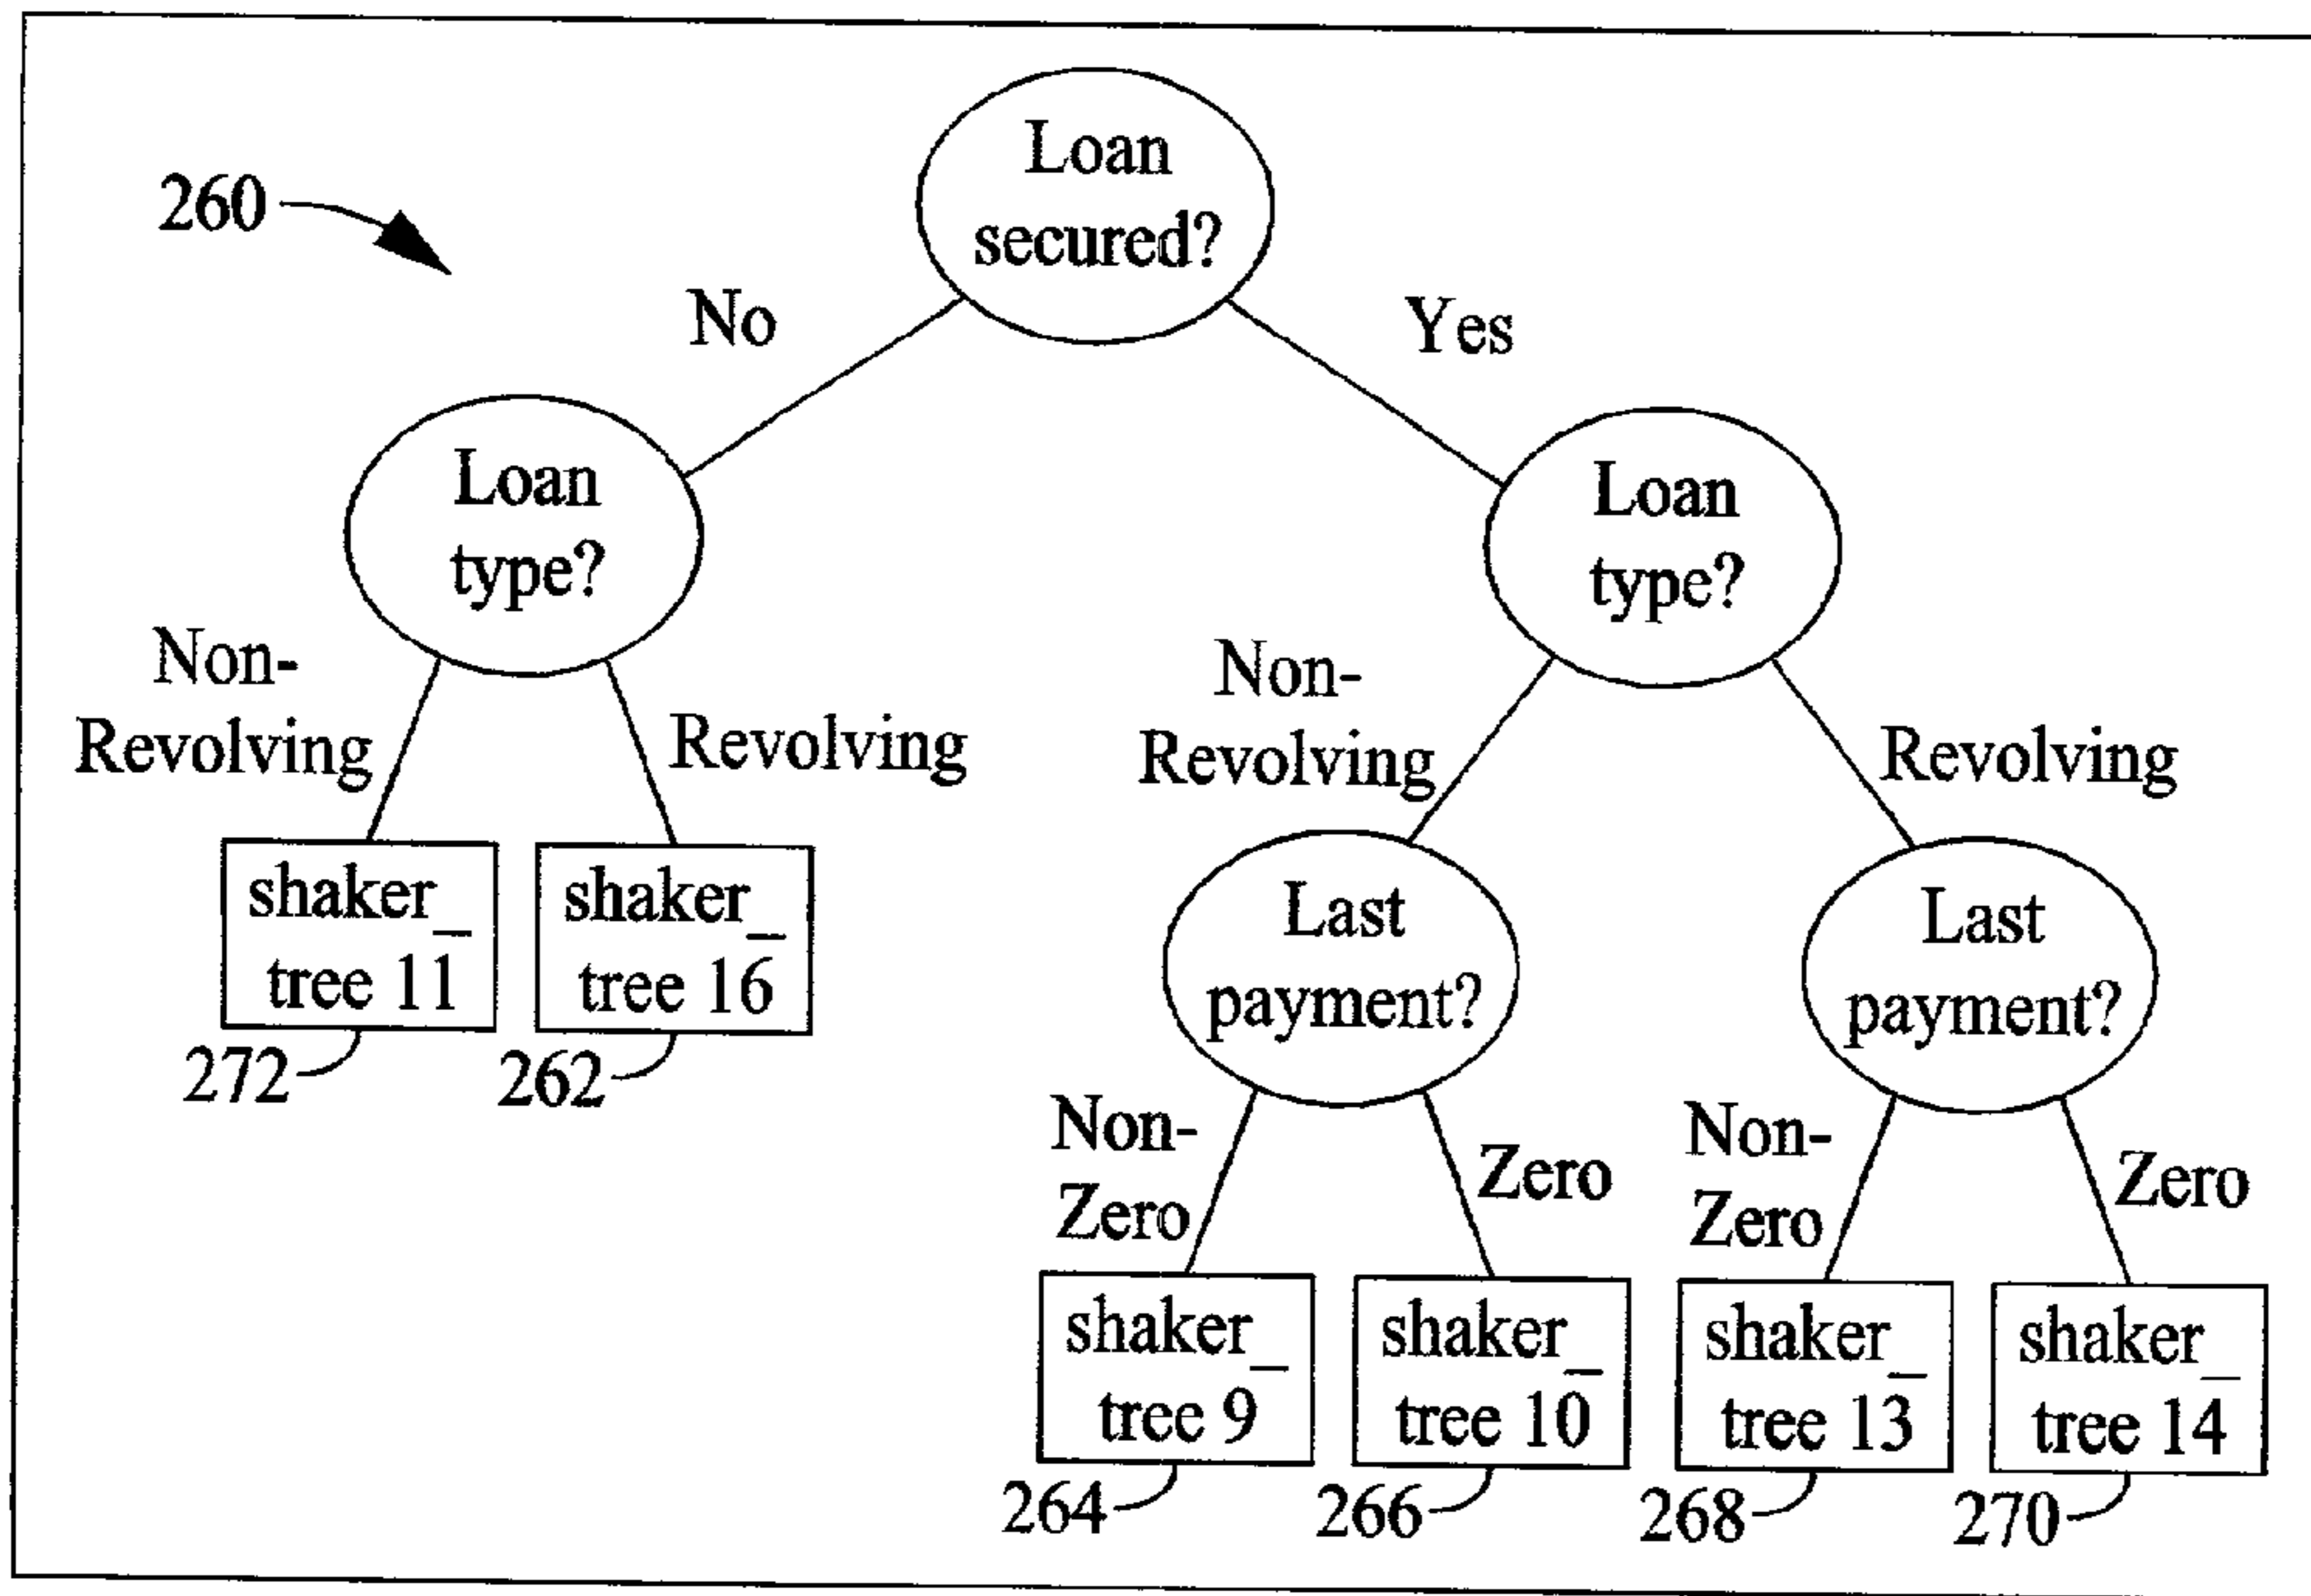 Loan
secured?
260
No
Yes
Loan
type?
Loan
type?
Non-
Revolving
Revolving
Non-
Revolving
Revolving
shaker_
tree 11
shaker_
tree 16
272
262
Last
payment?
Last
payment?
Non-
Zero
Zero
Non-
Zero
Zero
shaker_
tree 9
shaker_
tree 10
shaker_
tree 13
shaker_
tree 14
264
266
268
270